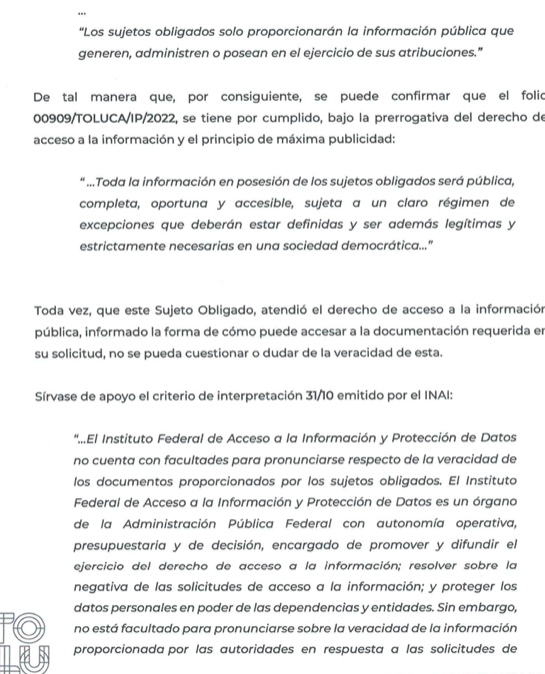 ...
“Los sujetos obligados solo proporcionarán la información pública que
generen, administren o posean en el ejercicio de sus atribuciones.”
De tal manera que, por consiguiente, se puede confirmar que el folio
00909/TOLUCA/IP/2022, se tiene por cumplido, bajo la prerrogativa del derecho de
acceso a la información y el principio de máxima publicidad:
“...Toda la información en posesión de los sujetos obligados será pública,
completa, oportuna y accesible, sujeta a un claro régimen de
excepciones que deberán estar definidas y ser además legítimas y
estrictamente necesarias en una sociedad democrática...”
Toda vez, que este Sujeto Obligado, atendió el derecho de acceso a la información
pública, informado la forma de cómo puede accesar a la documentación requerida en
su solicitud, no se pueda cuestionar o dudar de la veracidad de esta.
Sírvase de apoyo el criterio de interpretación 31/10 emitido por el INAI:
“...El Instituto Federal de Acceso a la Información y Protección de Datos
no cuenta con facultades para pronunciarse respecto de la veracidad de
los documentos proporcionados por los sujetos obligados. El Instituto
Federal de Acceso a la Información y Protección de Datos es un órgano
de la Administración Pública Federal con autonomía operativa,
presupuestaria y de decisión, encargado de promover y difundir el
ejercicio del derecho de acceso a la información; resolver sobre la
negativa de las solicitudes de acceso a la información; y proteger los
datos personales en poder de las dependencias y entidades. Sin embargo,
no está facultado para pronunciarse sobre la veracidad de la información
proporcionada por las autoridades en respuesta a las solicitudes de
TO
LU